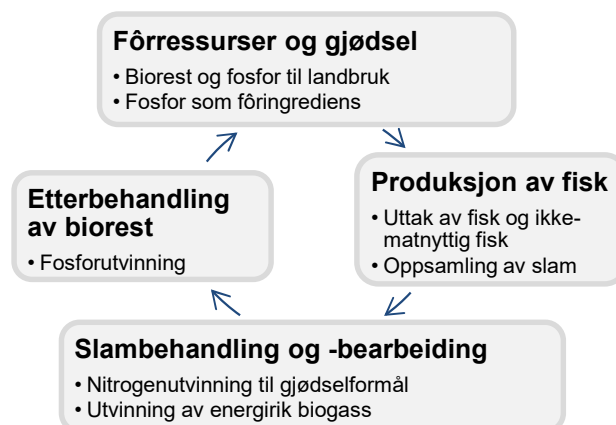 Fôrressurser og gjødsel
• Biorest og fosfor til landbruk
• Fosfor som fôringrediens
Produksjon av fisk
• Uttak av fisk og ikke-
matnyttig fisk
• Oppsamling av slam
Slambehandling og -bearbeiding
• Nitrogenutvinning til gjødselformål
• Utvinning av energirik biogass
Etterbehandling
av biorest
• Fosforutvinning